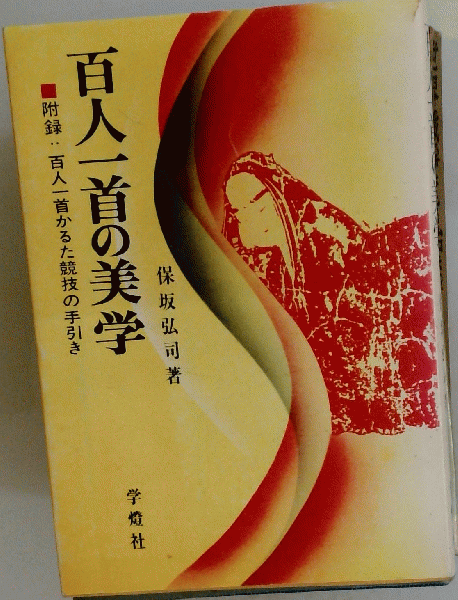 百人一首の美学
■附録：百人一首かるた競技の手引き
保坂弘司著
学燈社